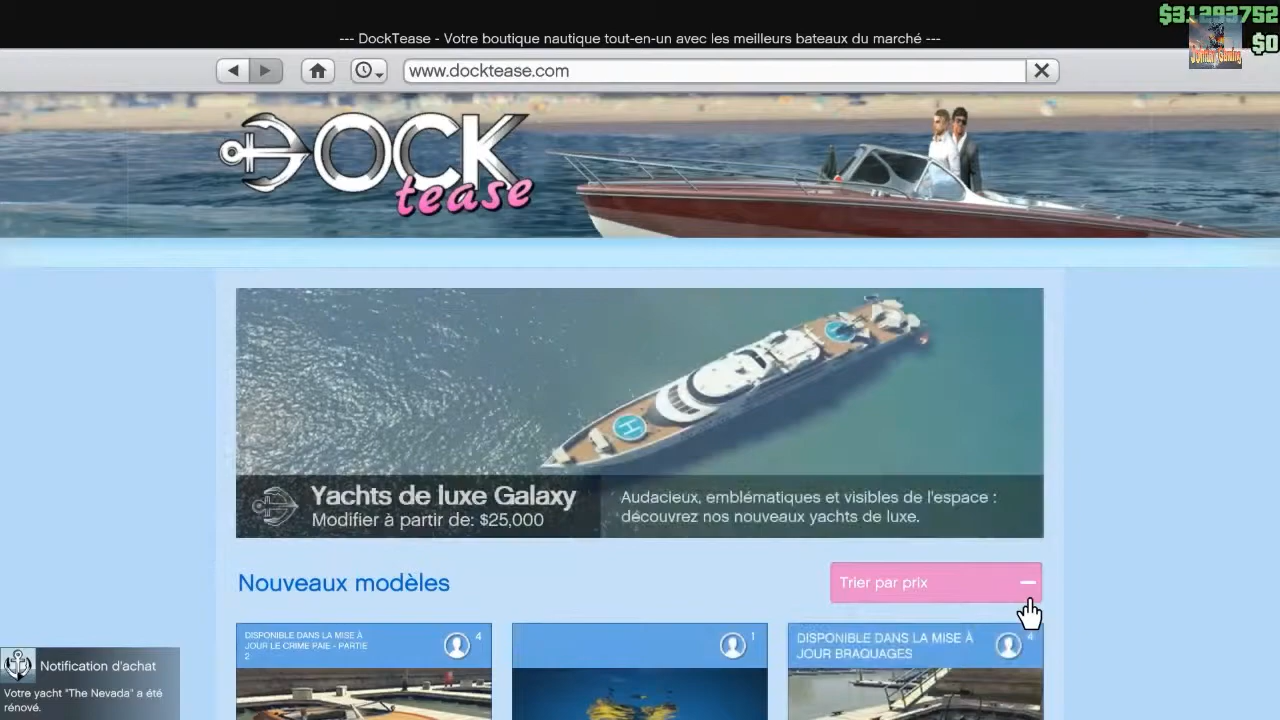 $31293752
--- DockTease - Votre boutique nautique tout-en-un avec les meilleurs bateaux du marché ---
$0
www.docktease.com
DOCK
tease
Yachts de luxe Galaxy
Modifier à partir de: $25,000
Audacieux, emblématiques et visibles de l'espace :
découvrez nos nouveaux yachts de luxe.
Nouveaux modèles
Trier par prix
DISPONIBLE DANS LA MISE À
JOUR LE CRIME PAIE - PARTIE
2
4
1
DISPONIBLE DANS LA MISE À
JOUR BRAQUAGES
4
Notification d'achat
Votre yacht "The Nevada" a été
rénové.